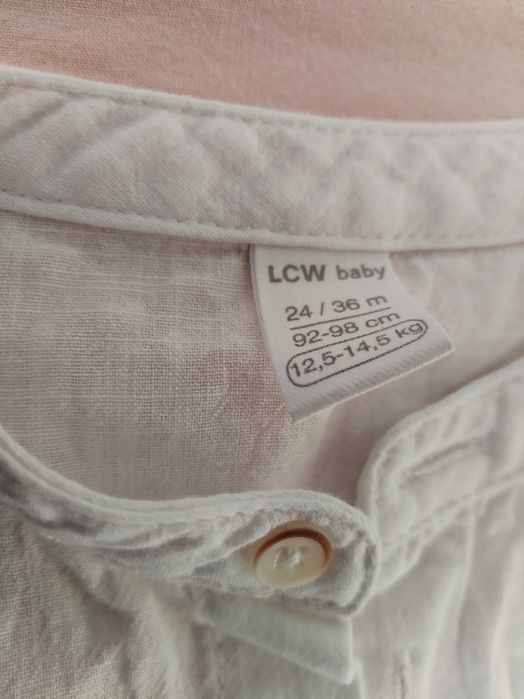 LCW baby
24 / 36 m
92-98 cm
12,5-14,5 kg